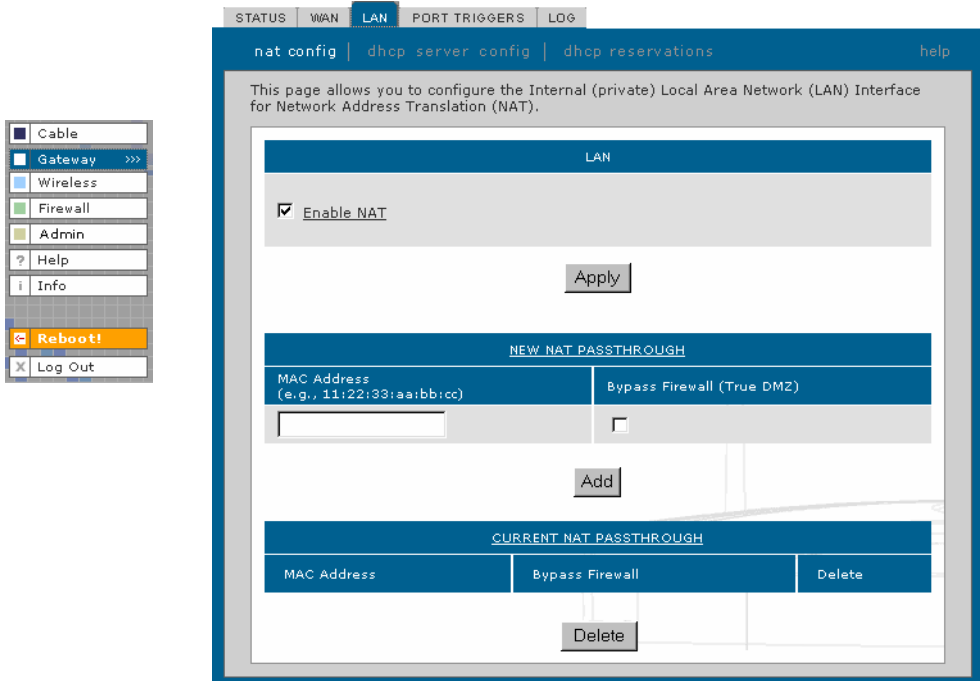 STATUS WAN LAN PORT TRIGGERS LOG
nat config | dhcp server config | dhcp reservations help
This page allows you to configure the Internal (private) Local Area Network (LAN) Interface
for Network Address Translation (NAT).
Cable
Gateway >>>
Wireless
Firewall
Admin
? Help
i Info
Reboot!
X Log Out
LAN
Enable NAT
Apply
NEW NAT PASSTHROUGH
MAC Address
(e.g., 11:22:33:aa:bb:cc)
Bypass Firewall (True DMZ)
Add
CURRENT NAT PASSTHROUGH
MAC Address Bypass Firewall Delete
Delete